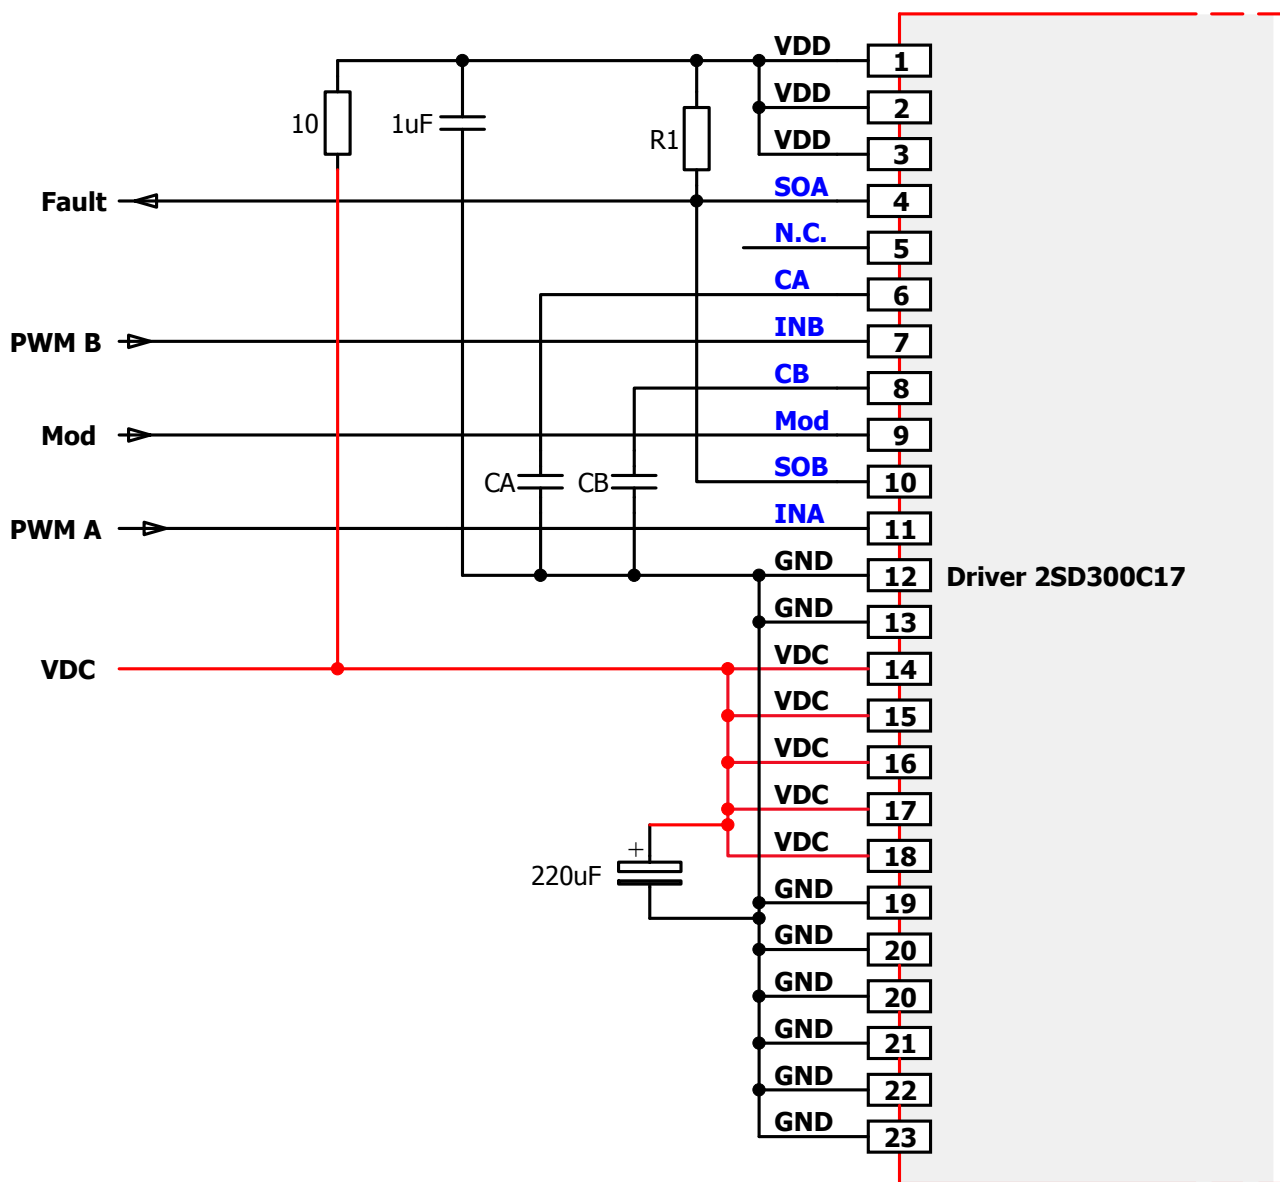 VDD 1
10 1uF VDD 2
R1 VDD 3
Fault SOA 4
N.C. 5
CA 6
PWM B INB 7
CB 8
Mod Mod 9
CA CB SOB 10
PWM A INA 11
GND 12 Driver 2SD300C17
GND 13
VDC VDC 14
VDC 15
VDC 16
VDC 17
+ VDC 18
220uF
GND 19
GND 20
GND 20
GND 21
GND 22
GND 23